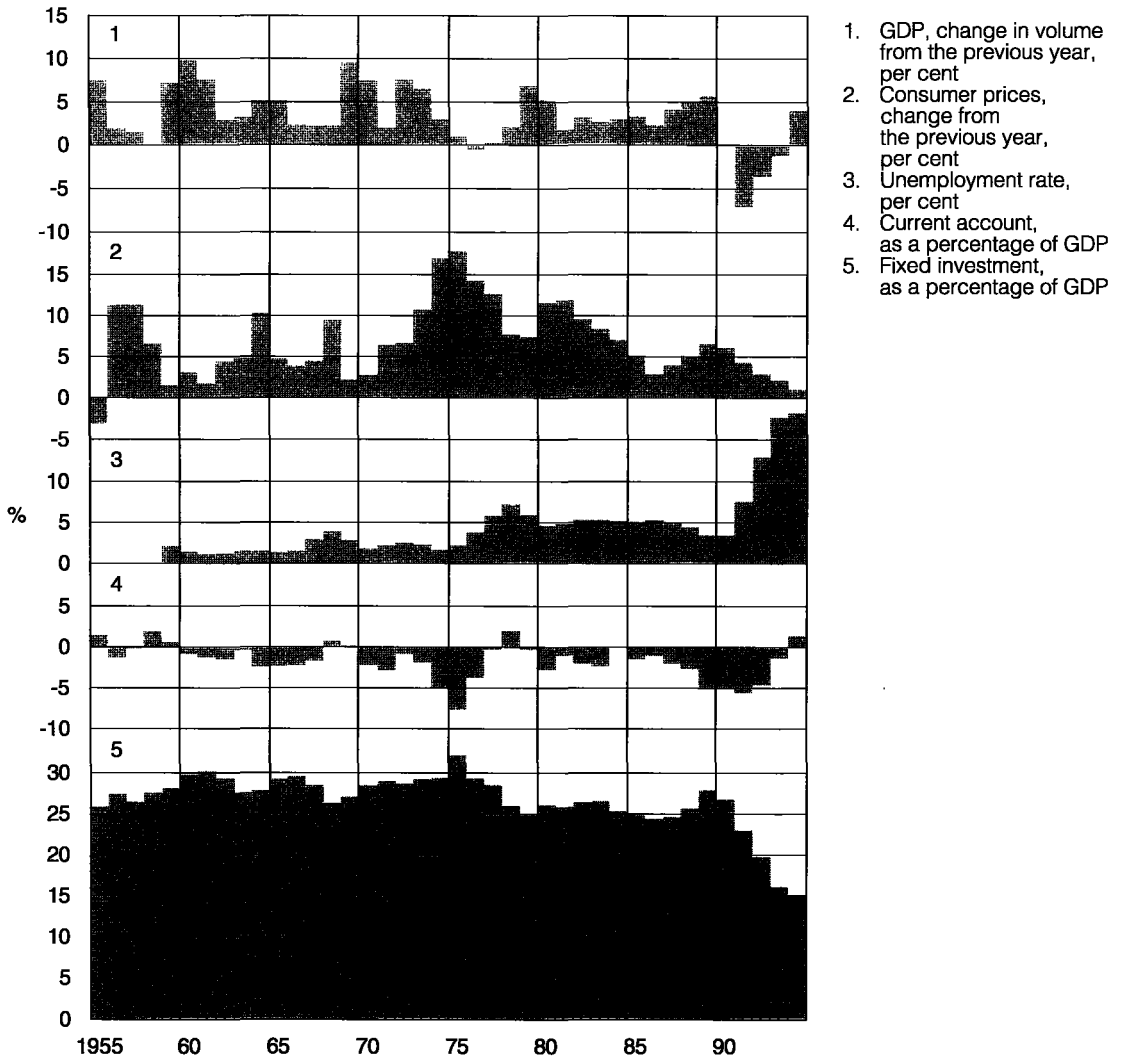 15
1
10
5
0
-5
-10
2
15
10
5
0
-5
3
10
%
5
0
4
5
0
-5
-10
5
30
25
20
15
10
5
0
1955 60 65 70 75 80 85 90
1. GDP, change in volume
from the previous year,
per cent
2. Consumer prices,
change from
the previous year,
per cent
3. Unemployment rate,
per cent
4. Current account,
as a percentage of GDP
5. Fixed investment,
as a percentage of GDP